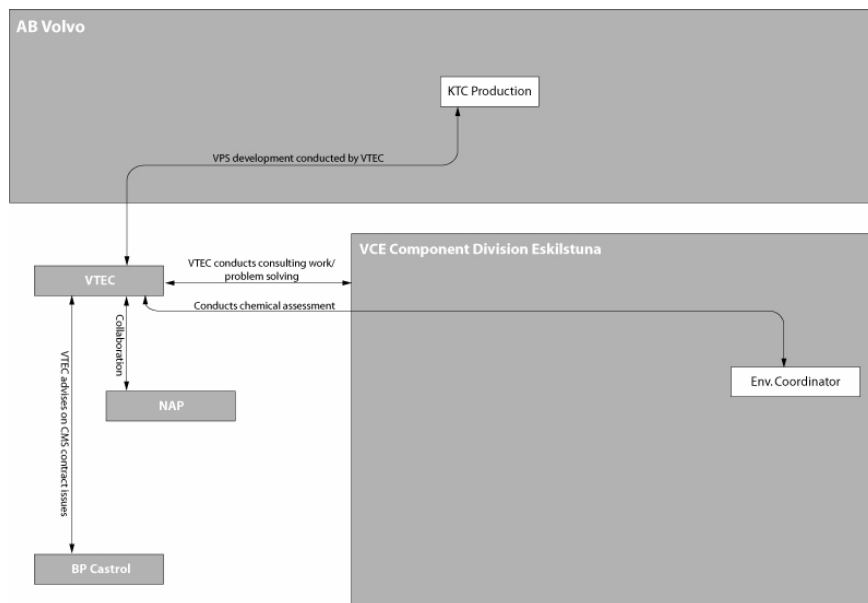 AB Volvo
KTC Production
VPS development conducted by VTEC
VCE Component Division Eskilstuna
VTEC conducts consulting work/
problem solving
VTEC
Conducts chemical assessment
Collaboration
VTEC advises on CMS contract issues
Env. Coordinator
NAP
BP Castrol